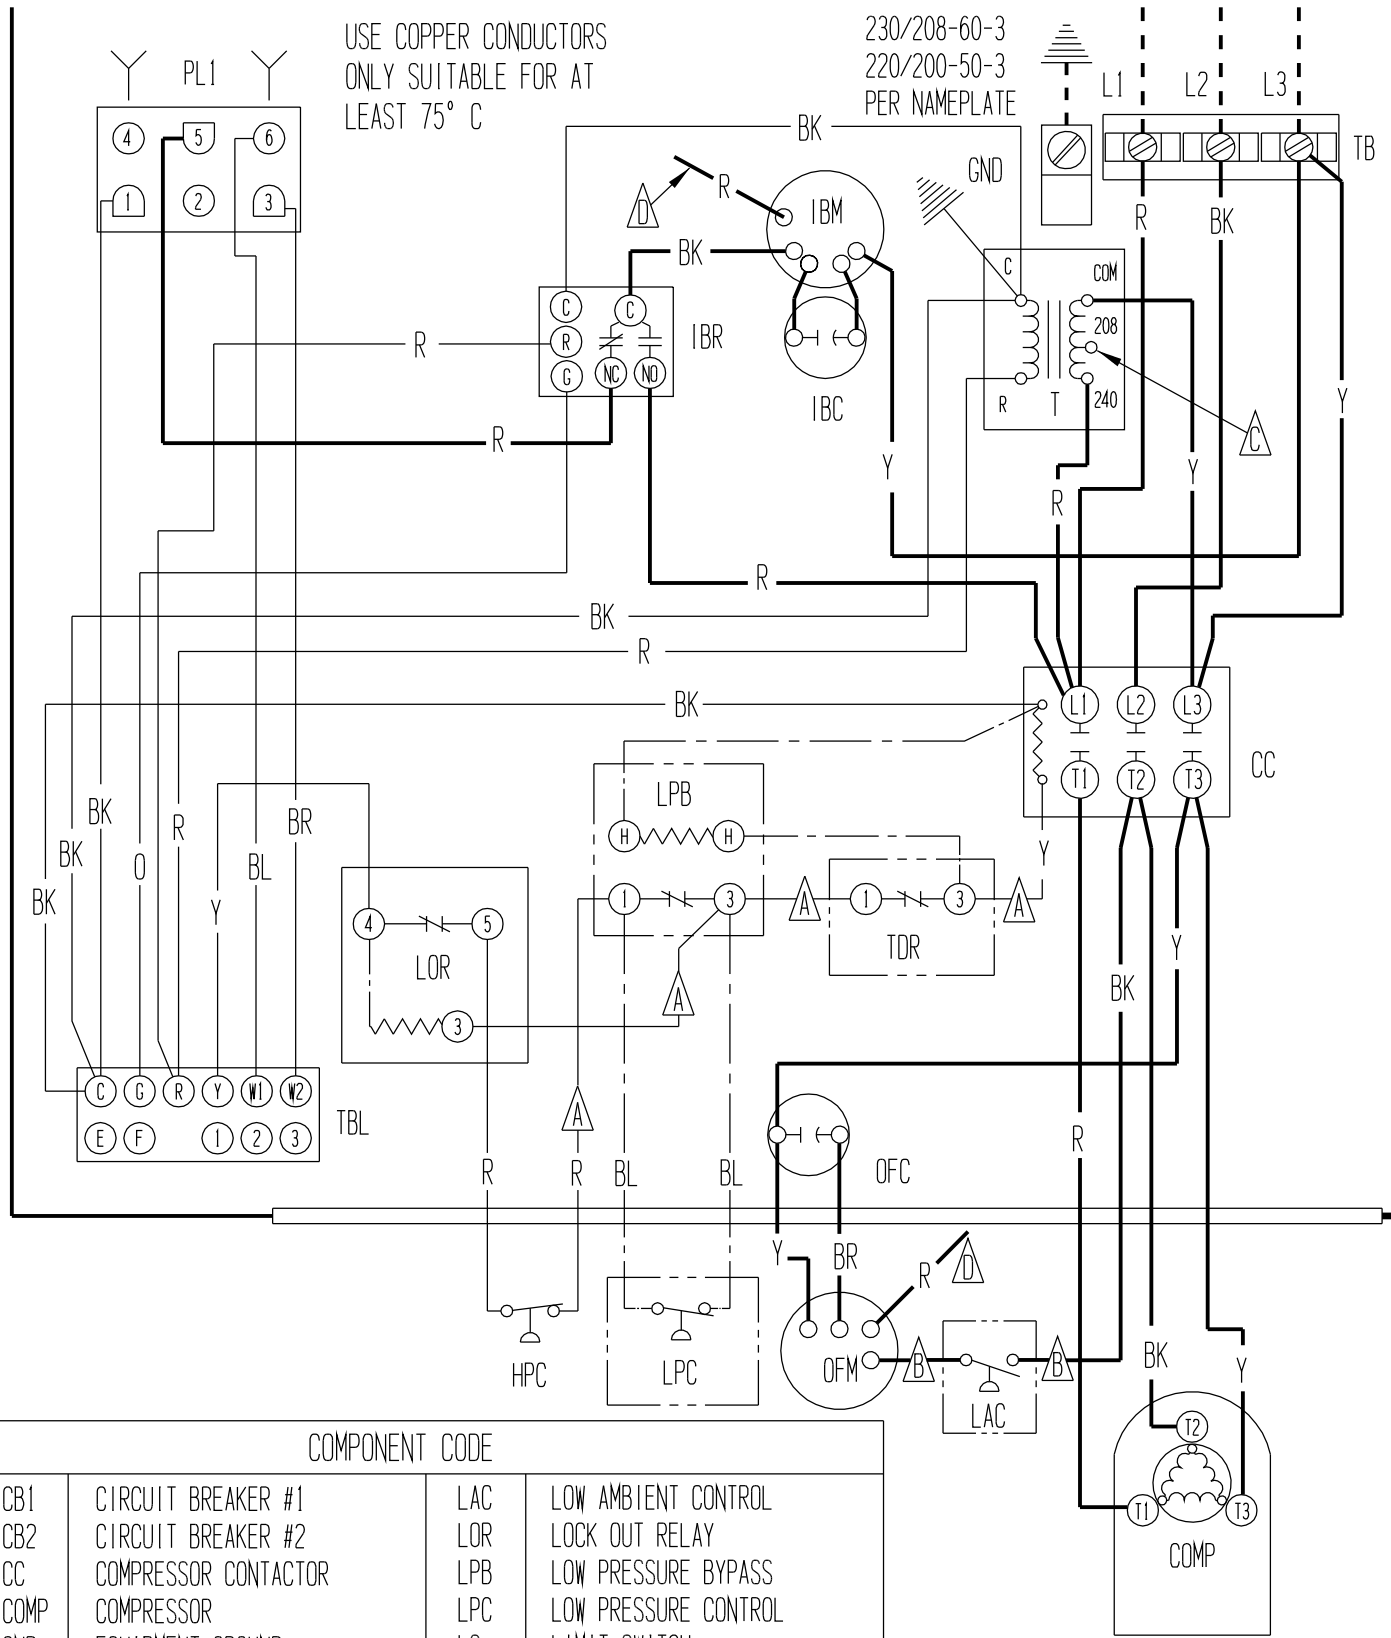 USE COPPER CONDUCTORS
ONLY SUITABLE FOR AT
LEAST 75° C
230/208-60-3
220/200-50-3
PER NAMEPLATE
L1
L2
L3
TB
PL1
4
5
6
1
2
3
BK
GND
R
D
IBM
R
BK
BK
C
COM
208
240
R
T
C
C
R
G
C
NC
NO
IBR
IBC
R
R
Y
R
Y
Y
R
BK
R
BK
L1
L2
L3
T1
T2
T3
CC
LPB
H
H
1
3
A
1
3
TDR
A
Y
BK
BK
BK
O
R
Y
BL
BR
4
5
LOR
3
A
Y
BK
C
G
R
Y
W1
W2
E
F
1
2
3
TBL
A
R
R
BL
BL
OFC
R
Y
BR
R
D
HPC
LPC
OFM
B
LAC
B
BK
Y
T2
T1
T3
COMP
COMPONENT CODE
CB1 CIRCUIT BREAKER #1 LAC LOW AMBIENT CONTROL
CB2 CIRCUIT BREAKER #2 LOR LOCK OUT RELAY
CC COMPRESSOR CONTACTOR LPB LOW PRESSURE BYPASS
COMP COMPRESSOR LPC LOW PRESSURE CONTROL